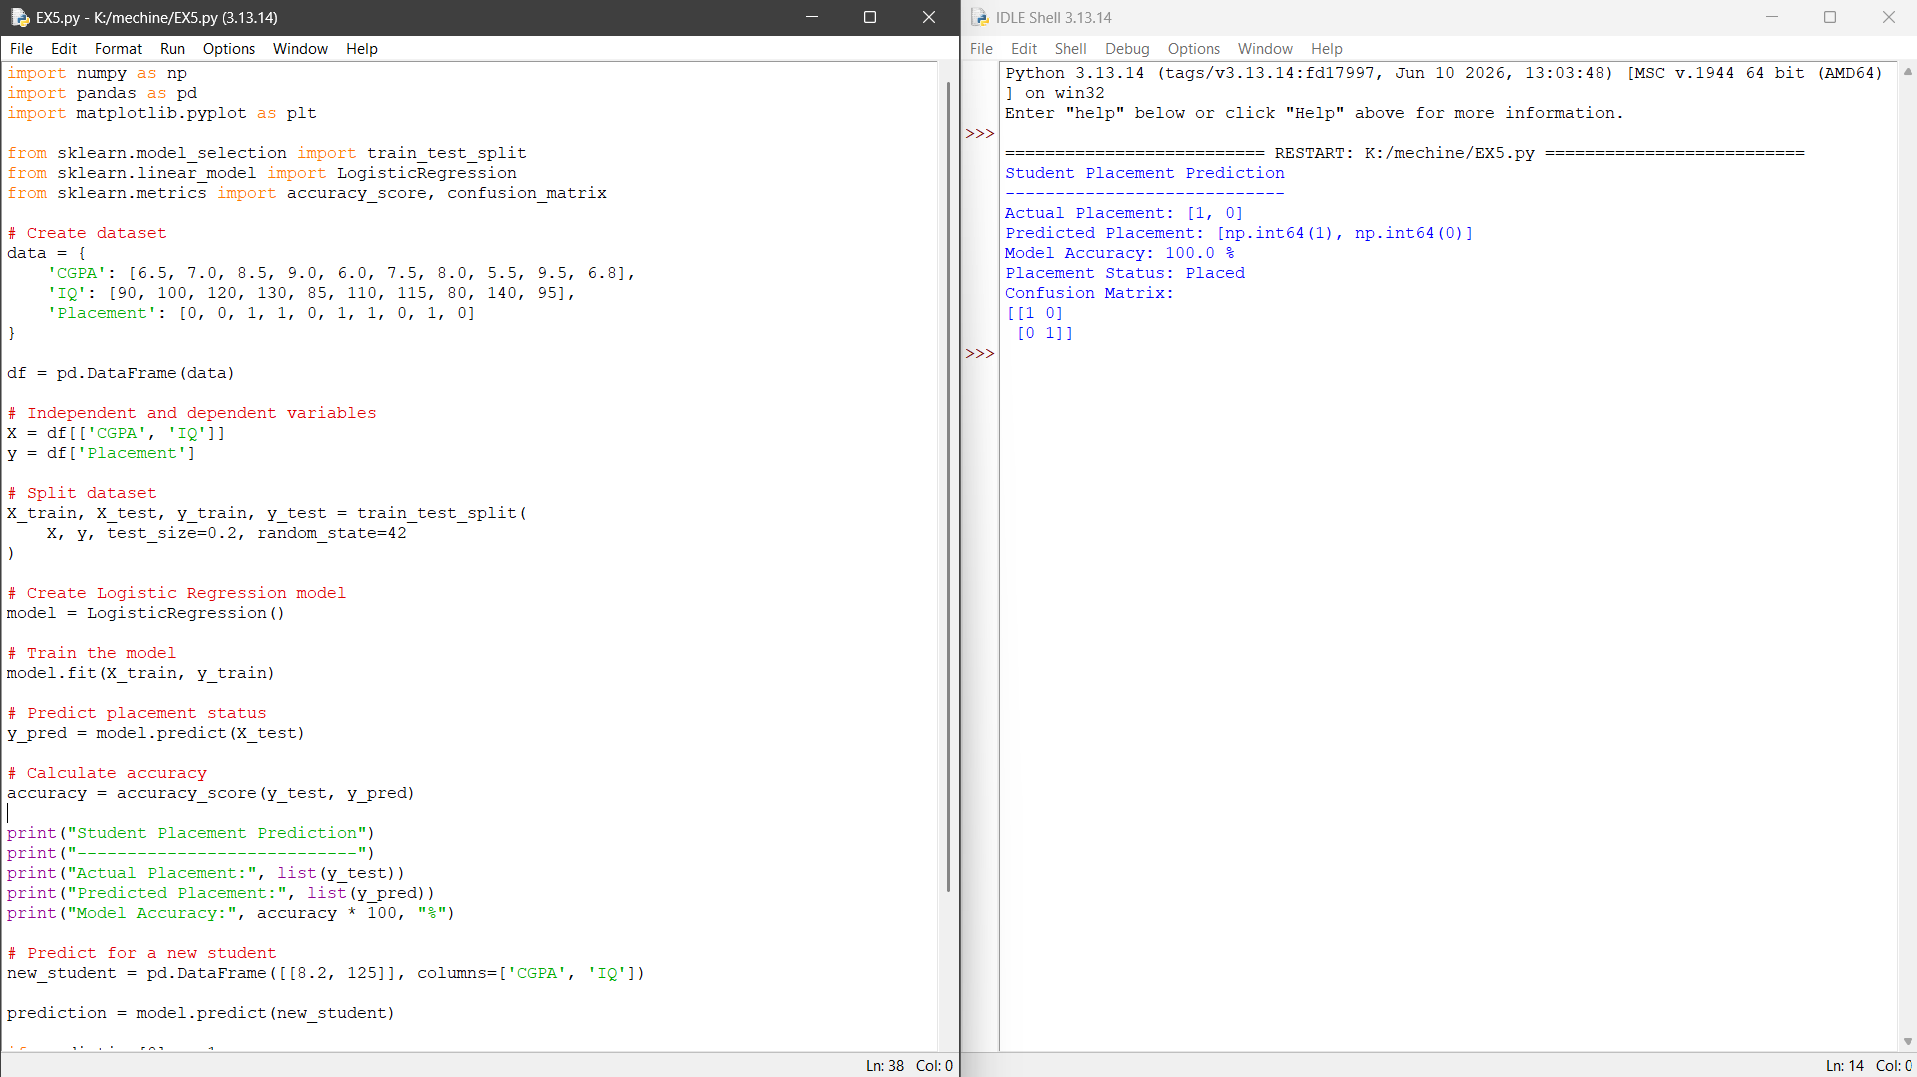 EX5.py - K:/mechine/EX5.py (3.13.14)
File Edit Format Run Options Window Help
import numpy as np
import pandas as pd
import matplotlib.pyplot as plt
from sklearn.model_selection import train_test_split
from sklearn.linear_model import LogisticRegression
from sklearn.metrics import accuracy_score, confusion_matrix
# Create dataset
data = {
    'CGPA': [6.5, 7.0, 8.5, 9.0, 6.0, 7.5, 8.0, 5.5, 9.5, 6.8],
    'IQ': [90, 100, 120, 130, 85, 110, 115, 80, 140, 95],
    'Placement': [0, 0, 1, 1, 0, 1, 1, 0, 1, 0]
}
df = pd.DataFrame(data)
# Independent and dependent variables
X = df[['CGPA', 'IQ']]
y = df['Placement']
# Split dataset
X_train, X_test, y_train, y_test = train_test_split(
    X, y, test_size=0.2, random_state=42
)
# Create Logistic Regression model
model = LogisticRegression()
# Train the model
model.fit(X_train, y_train)
# Predict placement status
y_pred = model.predict(X_test)
# Calculate accuracy
accuracy = accuracy_score(y_test, y_pred)
print("Student Placement Prediction")
print("----------------------------")
print("Actual Placement:", list(y_test))
print("Predicted Placement:", list(y_pred))
print("Model Accuracy:", accuracy * 100, "%")
# Predict for a new student
new_student = pd.DataFrame([[8.2, 125]], columns=['CGPA', 'IQ'])
prediction = model.predict(new_student)
Ln: 38 Col: 0
IDLE Shell 3.13.14
File Edit Shell Debug Options Window Help
Python 3.13.14 (tags/v3.13.14:fd17997, Jun 10 2026, 13:03:48) [MSC v.1944 64 bit (AMD64)
] on win32
Enter "help" below or click "Help" above for more information.
>>>
========================== RESTART: K:/mechine/EX5.py ==========================
Student Placement Prediction
----------------------------
Actual Placement: [1, 0]
Predicted Placement: [np.int64(1), np.int64(0)]
Model Accuracy: 100.0 %
Placement Status: Placed
Confusion Matrix:
[[1 0]
 [0 1]]
>>>
Ln: 14 Col: 0